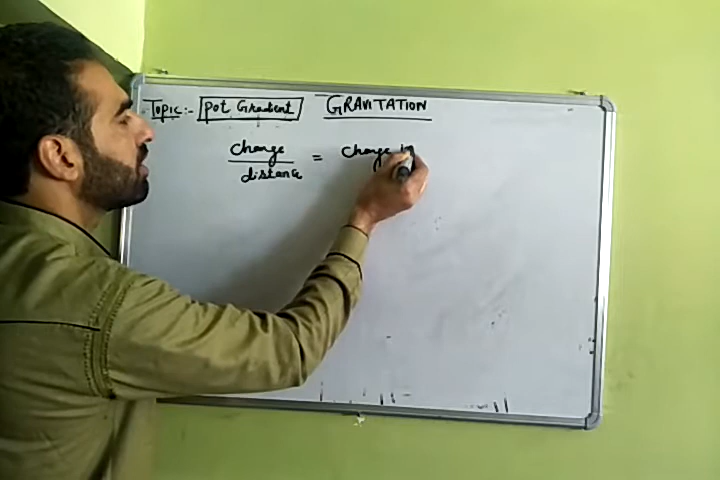 Topic:- Pot Gradient GRAVITATION
change = change in
distance